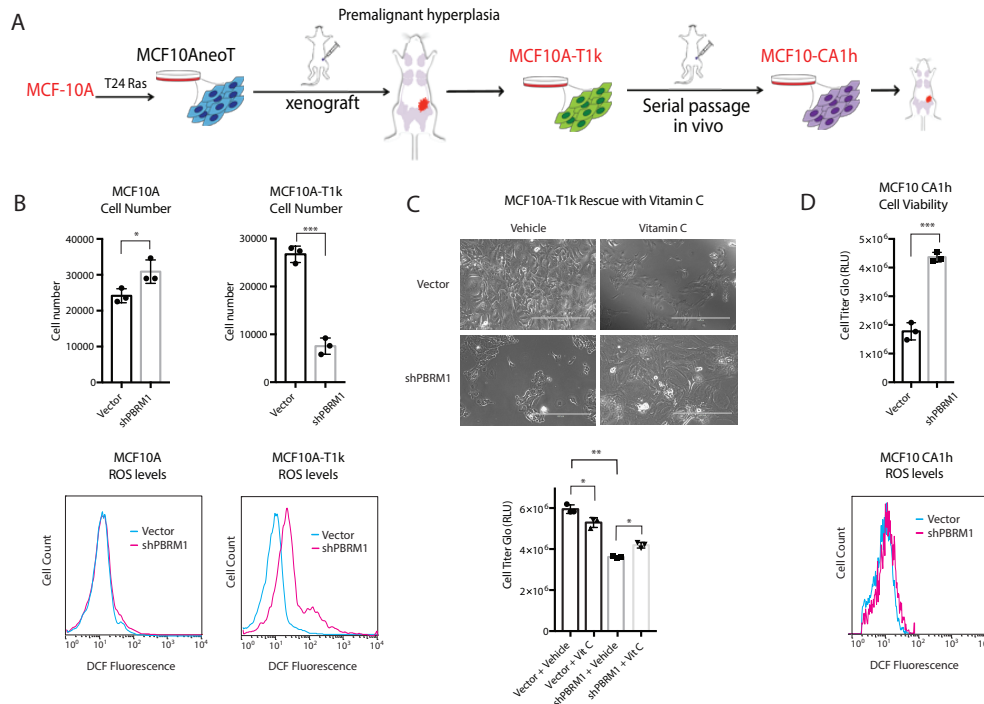 A
Premalignant hyperplasia
MCF10AneoT
MCF10A-T1k
MCF10-CA1h
MCF-10A
T24 Ras
xenograft
Serial passage
in vivo
B
MCF10A
Cell Number
*
Cell number
40000
30000
20000
10000
0
Vector
shPBRM1
MCF10A-T1k
Cell Number
***
Cell number
30000
20000
10000
0
Vector
shPBRM1
MCF10A
ROS levels
Vector
shPBRM1
Cell Count
10⁰ 10¹ 10² 10³ 10⁴
DCF Fluorescence
MCF10A-T1k
ROS levels
Vector
shPBRM1
Cell Count
10⁰ 10¹ 10² 10³ 10⁴
DCF Fluorescence
C
MCF10A-T1k Rescue with Vitamin C
Vehicle Vitamin C
Vector
shPBRM1
**
*
*
Cell Titer Glo (RLU)
6×10⁶
4×10⁶
2×10⁶
0
Vector + Vehicle
Vector + Vit C
shPBRM1 + Vehicle
shPBRM1 + Vit C
D
MCF10 CA1h
Cell Viability
***
Cell Titer Glo (RLU)
5×10⁶
4×10⁶
3×10⁶
2×10⁶
1×10⁶
0
Vector
shPBRM1
MCF10 CA1h
ROS levels
Vector
shPBRM1
Cell Count
10⁰ 10¹ 10² 10³ 10⁴
DCF Fluorescence